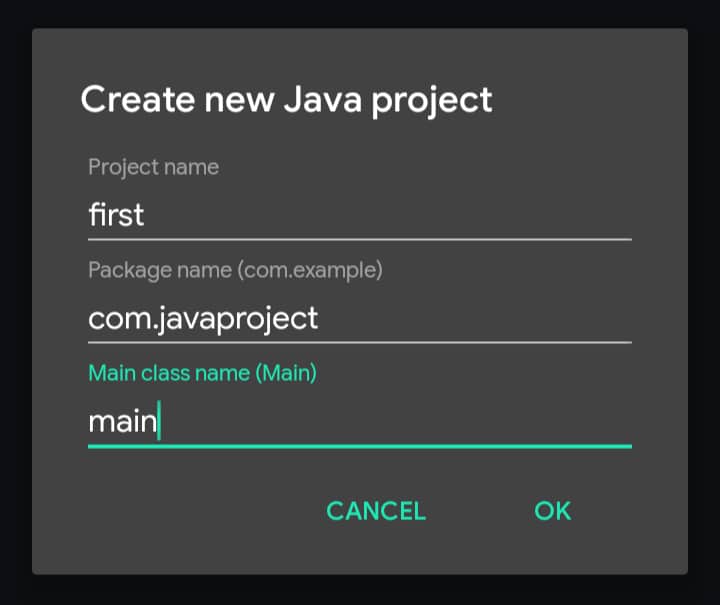 Create new Java project
Project name
first
Package name (com.example)
com.javaproject
Main class name (Main)
main
CANCEL OK